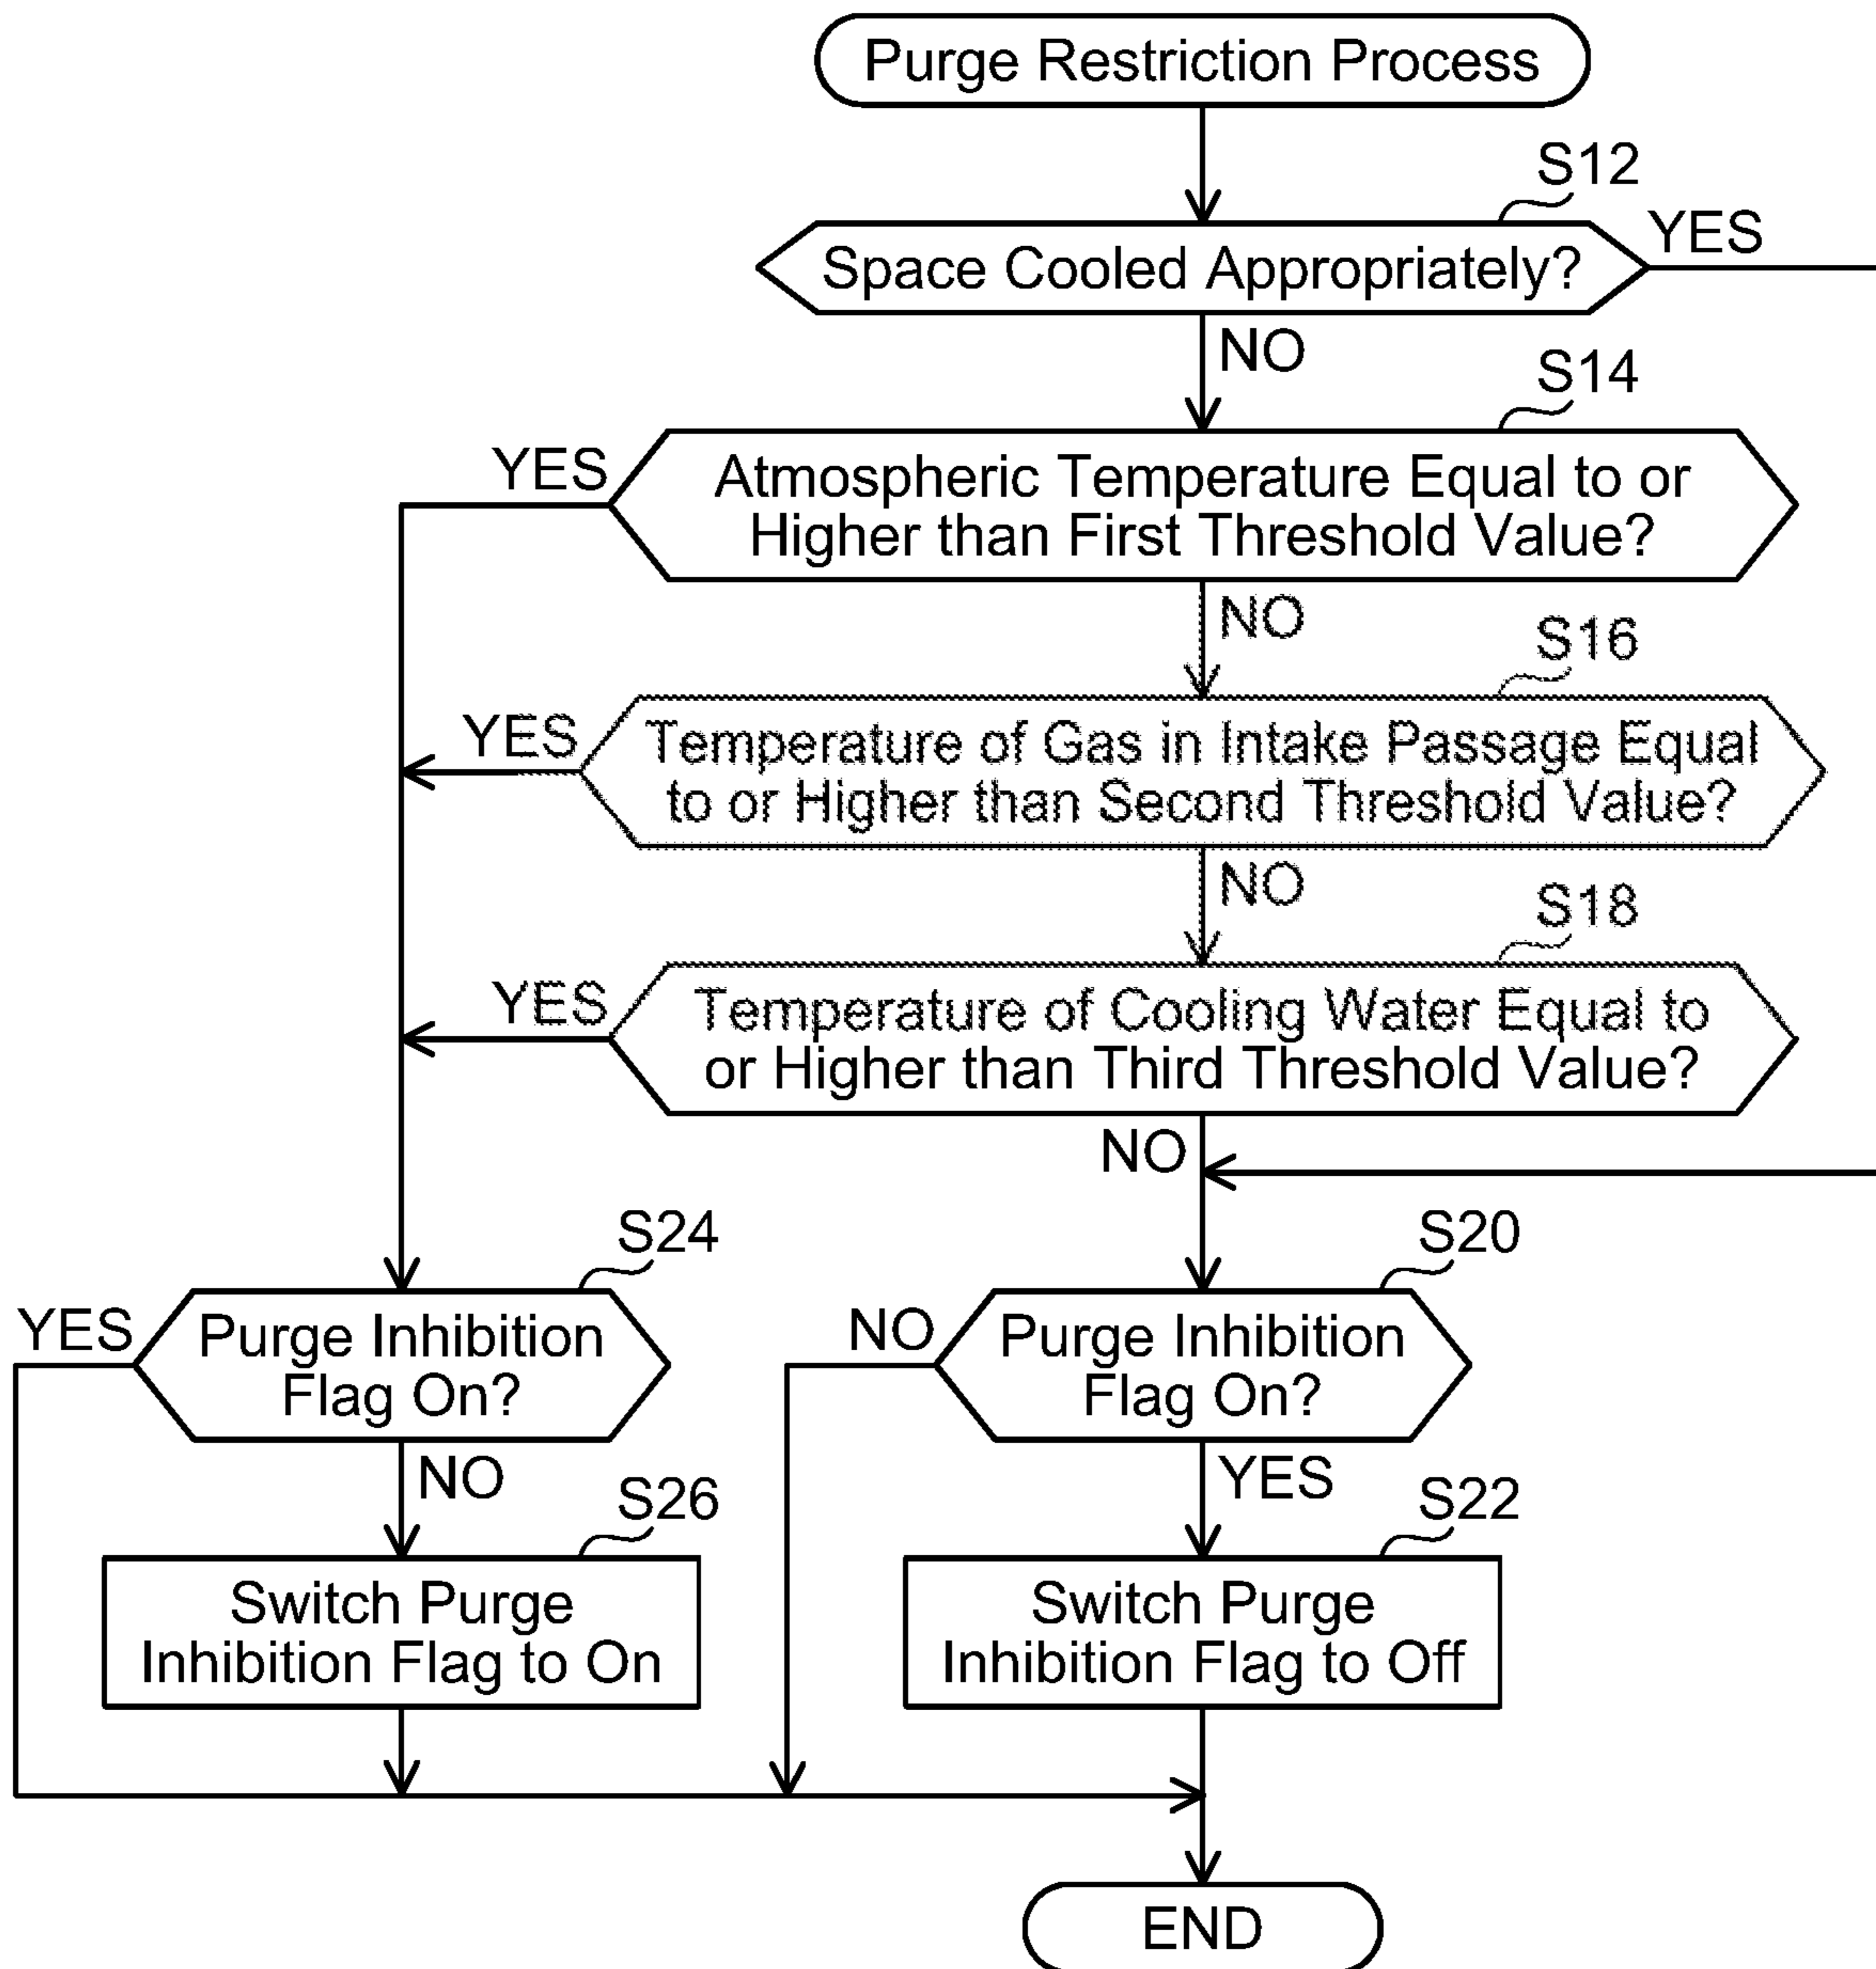 Purge Restriction Process
S12
Space Cooled Appropriately?
YES
NO
S14
YES
Atmospheric Temperature Equal to or
Higher than First Threshold Value?
NO
S16
YES
Temperature of Gas in Intake Passage Equal
to or Higher than Second Threshold Value?
NO
S18
YES
Temperature of Cooling Water Equal to
or Higher than Third Threshold Value?
NO
S24
S20
YES
Purge Inhibition
Flag On?
NO
Purge Inhibition
Flag On?
NO
S26
YES
S22
Switch Purge
Inhibition Flag to On
Switch Purge
Inhibition Flag to Off
END